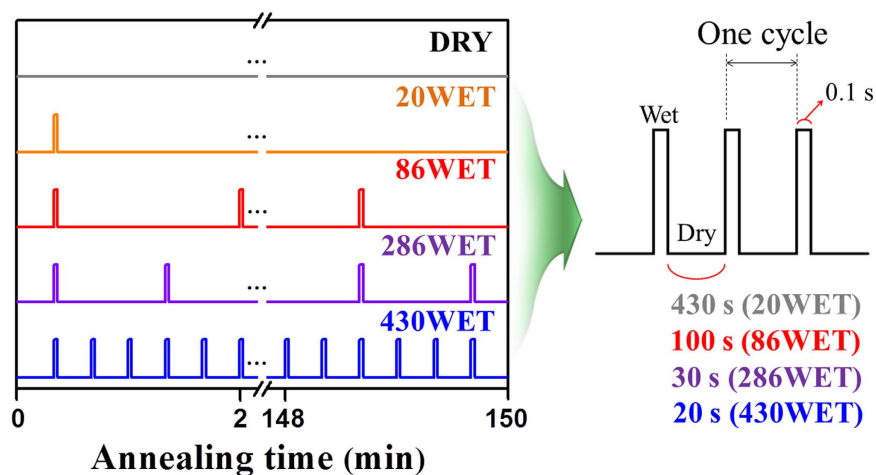 DRY
...
20WET
...
86WET
...
286WET
...
430WET
...
0
2
148
150
Annealing time (min)
One cycle
0.1 s
Wet
Dry
430 s (20WET)
100 s (86WET)
30 s (286WET)
20 s (430WET)